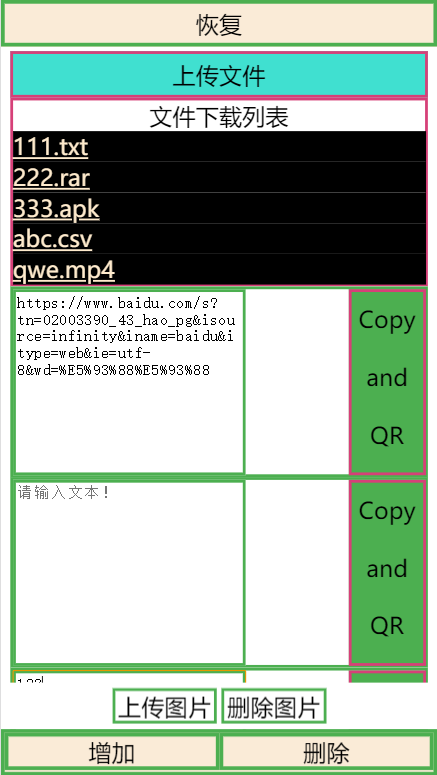 恢复
上传文件
文件下载列表
111.txt
222.rar
333.apk
abc.csv
qwe.mp4
https://www.baidu.com/s?
tn=02003390_43_hao_pg&isou
rce=infinity&iname=baidu&i
type=web&ie=utf-
8&wd=%E5%93%88%E5%93%88
Copy
and
QR
请输入文本!
Copy
and
QR
上传图片 删除图片
增加 删除